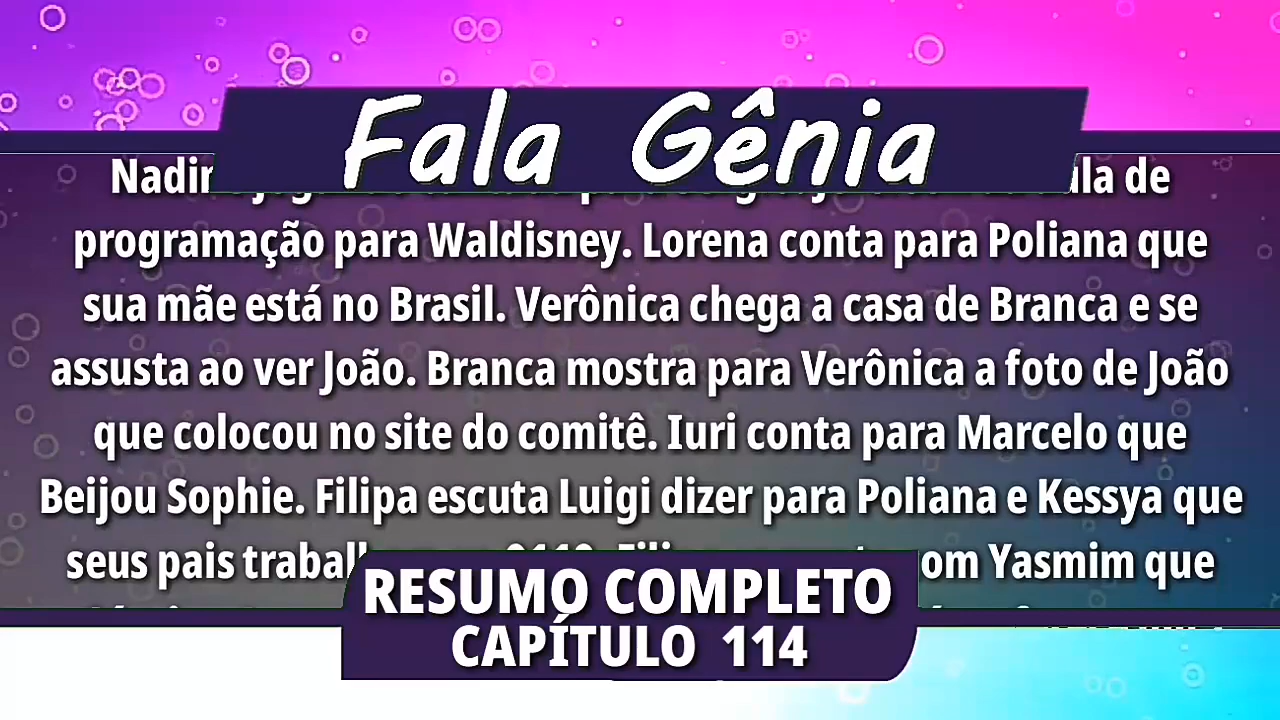 Fala Gênia
ula de
programação para Waldisney. Lorena conta para Poliana que
sua mãe está no Brasil. Verônica chega a casa de Branca e se
assusta ao ver João. Branca mostra para Verônica a foto de João
que colocou no site do comitê. Iuri conta para Marcelo que
Beijou Sophie. Filipa escuta Luigi dizer para Poliana e Kessya que
seus pais om Yasmim que
RESUMO COMPLETO
CAPÍTULO 114